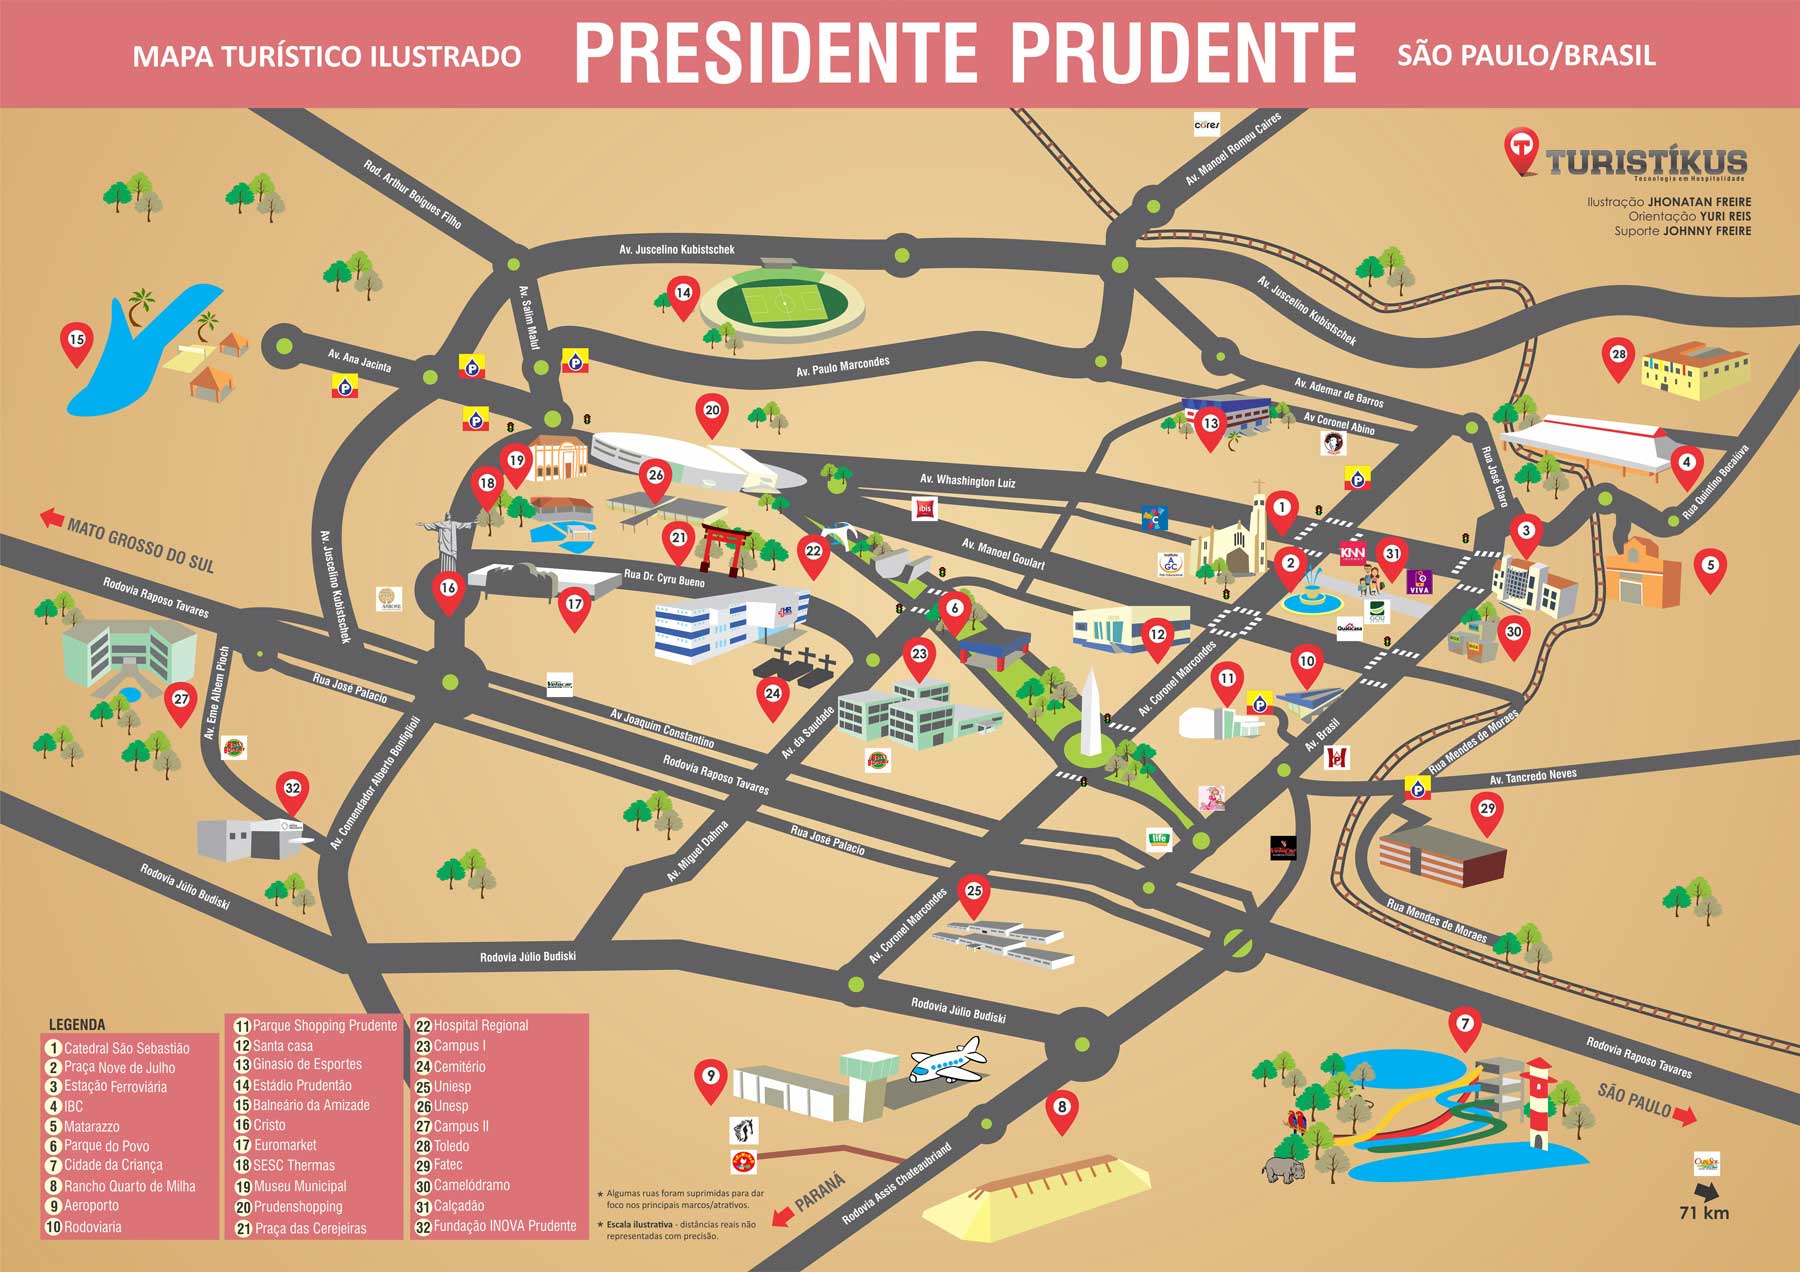 MAPA TURÍSTICO ILUSTRADO
PRESIDENTE PRUDENTE
SÃO PAULO/BRASIL
TURISTÍKUS
Tecnologia em Hospitalidade
Ilustração JHONATAN FREIRE
Orientação YURI REIS
Suporte JOHNNY FREIRE
Rod. Arthur Boigues Filho
Av. Manoel Romeu Caires
Av. Juscelino Kubistschek
Av. Juscelino Kubistschek
Av. Salim Maluf
Av. Ana Jacinta
Av. Paulo Marcondes
Av. Ademar de Barros
Av Coronel Abino
Rua José Claro
Rua Quintino Bocaiúva
Av. Whashington Luiz
Av. Manoel Goulart
MATO GROSSO DO SUL
Av. Juscelino Kubistschek
Rua Dr. Cyru Bueno
Rodovia Raposo Tavares
Rua José Palacio
Av. Eme Albem Pioch
Av. Comendador Alberto Bonfiglioli
Av Joaquim Constantino
Rodovia Raposo Tavares
Av. da Saudade
Av. Coronel Marcondes
Av. Brasil
Rua Mendes de Moraes
Av. Tancredo Neves
Rua José Palacio
Av. Miguel Dahma
Rodovia Júlio Budiski
Av. Coronel Marcondes
Rua Mendes de Moraes
Rodovia Júlio Budiski
Rodovia Júlio Budiski
Rodovia Raposo Tavares
SÃO PAULO
PARANÁ
Rodovia Assis Chateaubriand
71 km
ibis
KNN
VIVA
GOU
Qualicasa
life
HR
AGC
P
P
P
P
P
P
P
1
2
3
4
5
6
7
8
9
10
11
12
13
14
15
16
17
18
19
20
21
22
23
24
25
26
27
28
29
30
31
32
LEGENDA
1 Catedral São Sebastião
2 Praça Nove de Julho
3 Estação Ferroviária
4 IBC
5 Matarazzo
6 Parque do Povo
7 Cidade da Criança
8 Rancho Quarto de Milha
9 Aeroporto
10 Rodoviaria
11 Parque Shopping Prudente
12 Santa casa
13 Ginasio de Esportes
14 Estádio Prudentão
15 Balneário da Amizade
16 Cristo
17 Euromarket
18 SESC Thermas
19 Museu Municipal
20 Prudenshopping
21 Praça das Cerejeiras
22 Hospital Regional
23 Campus I
24 Cemitério
25 Uniesp
26 Unesp
27 Campus II
28 Toledo
29 Fatec
30 Camelódramo
31 Calçadão
32 Fundação INOVA Prudente
★ Algumas ruas foram suprimidas para dar
foco nos principais marcos/atrativos.
★ Escala ilustrativa - distâncias reais não
representadas com precisão.